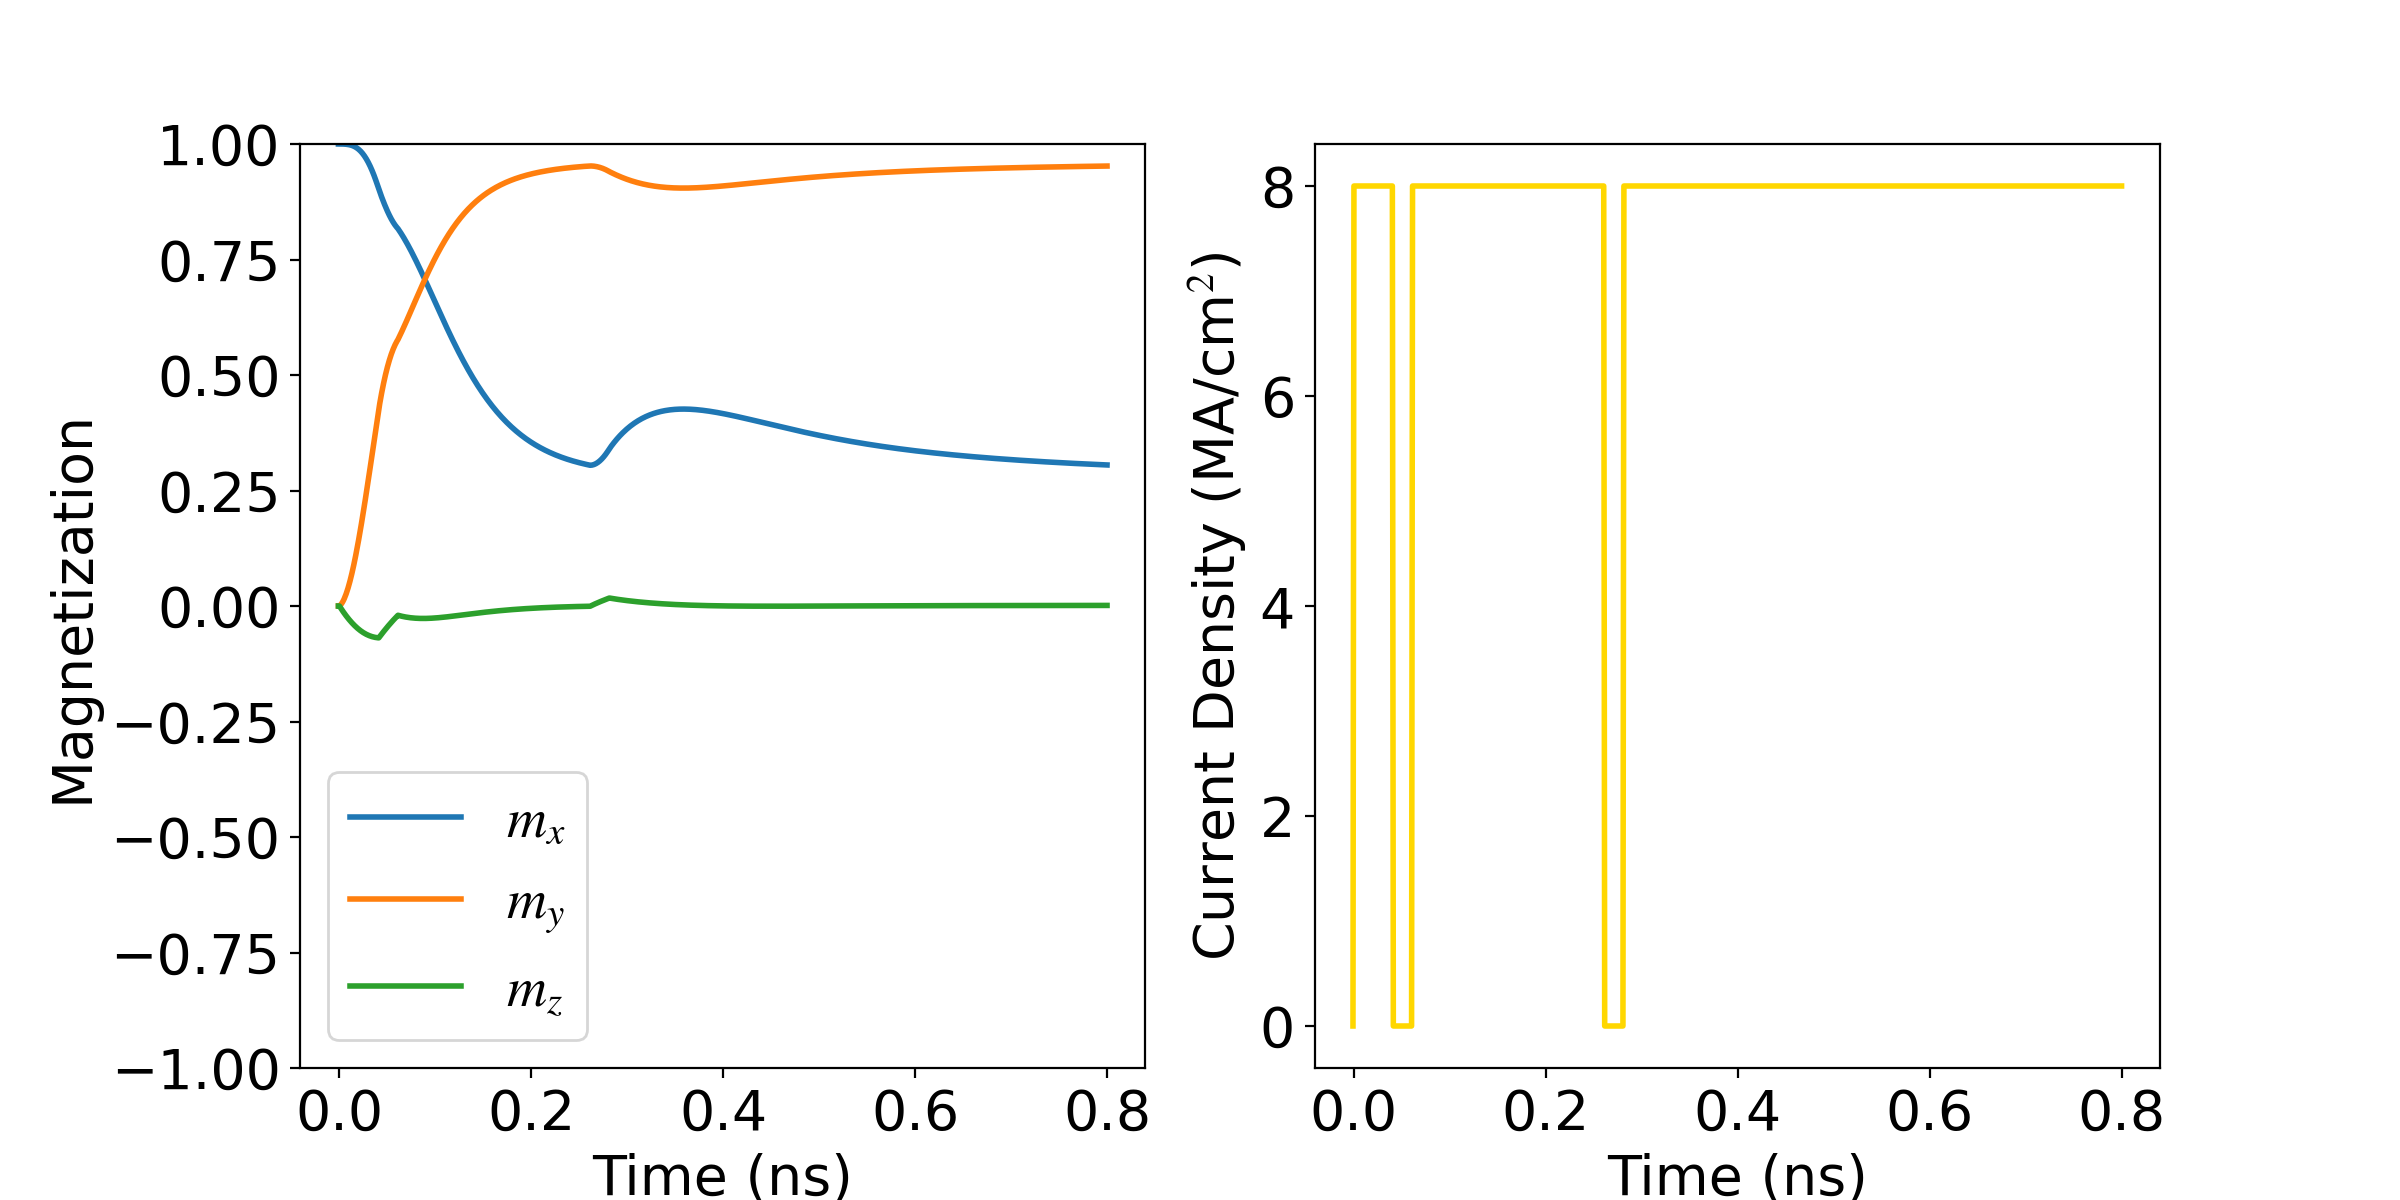 Magnetization
1.00
0.75
0.50
0.25
0.00
−0.25
−0.50
−0.75
−1.00
m_x
m_y
m_z
0.0 0.2 0.4 0.6 0.8
Time (ns)
Current Density (MA/cm²)
8
6
4
2
0
0.0 0.2 0.4 0.6 0.8
Time (ns)